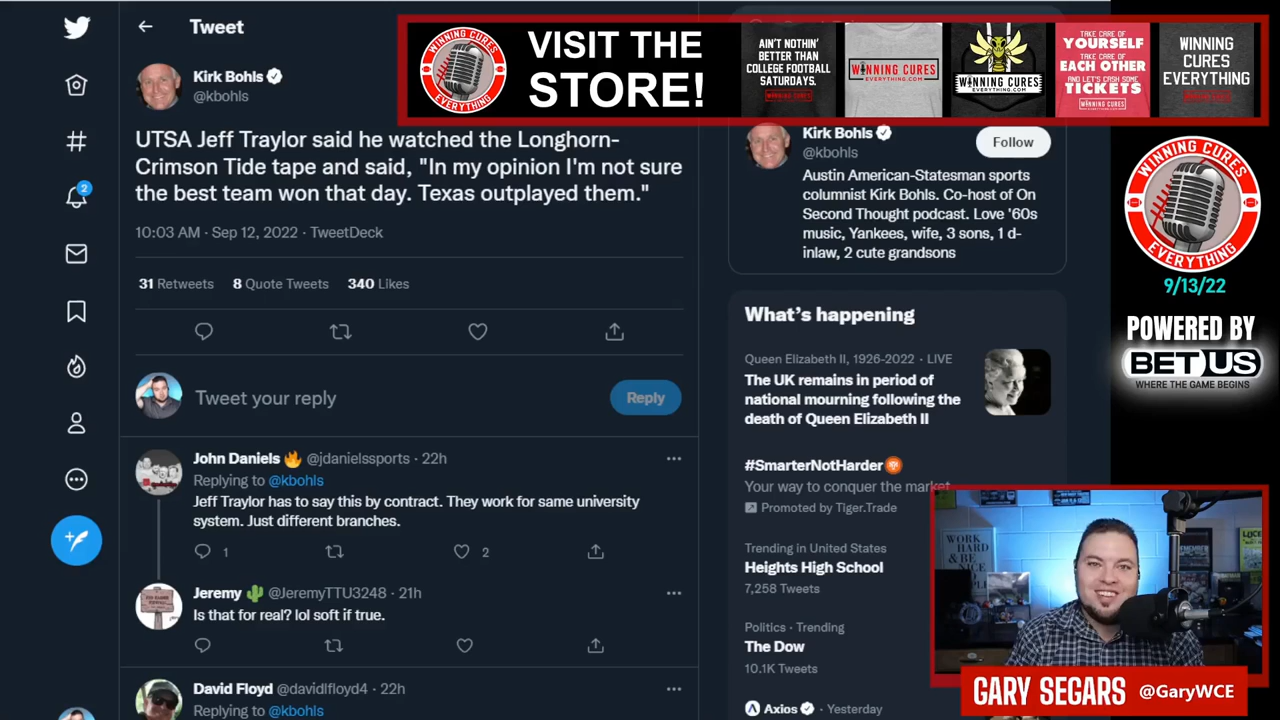 Tweet
Kirk Bohls
@kbohls
UTSA Jeff Traylor said he watched the Longhorn-
Crimson Tide tape and said, "In my opinion I'm not sure
the best team won that day. Texas outplayed them."
10:03 AM · Sep 12, 2022 · TweetDeck
31 Retweets 8 Quote Tweets 340 Likes
Tweet your reply
Reply
John Daniels 🔥 @jdanielssports · 22h
Replying to @kbohls
Jeff Traylor has to say this by contract. They work for same university
system. Just different branches.
1
2
Jeremy 🌵 @JeremyTTU3248 · 21h
Is that for real? lol soft if true.
David Floyd @davidlfloyd4 · 22h
Replying to @kbohls
2
WINNING CURES
EVERYTHING
VISIT THE
STORE!
AIN'T NOTHIN'
BETTER THAN
COLLEGE FOOTBALL
SATURDAYS.
WINNING CURES
EVERYTHING.COM
WINNING CURES
EVERYTHING.COM
TAKE CARE OF
YOURSELF
TAKE CARE OF
EACH OTHER
AND LET'S CASH SOME
TICKETS
WINNING CURES
WINNING
CURES
EVERYTHING
Kirk Bohls
@kbohls
Follow
Austin American-Statesman sports
columnist Kirk Bohls. Co-host of On
Second Thought podcast. Love '60s
music, Yankees, wife, 3 sons, 1 d-
inlaw, 2 cute grandsons
What's happening
Queen Elizabeth II, 1926-2022 · LIVE
The UK remains in period of
national mourning following the
death of Queen Elizabeth II
#SmarterNotHarder
Your way to conquer the market
Promoted by Tiger.Trade
Trending in United States
Heights High School
7,258 Tweets
Politics · Trending
The Dow
10.1K Tweets
Axios · Yesterday
WINNING CURES
EVERYTHING
9/13/22
POWERED BY
BETUS
WHERE THE GAME BEGINS
WORK
HARD &
BE NICE
GARY SEGARS @GaryWCE